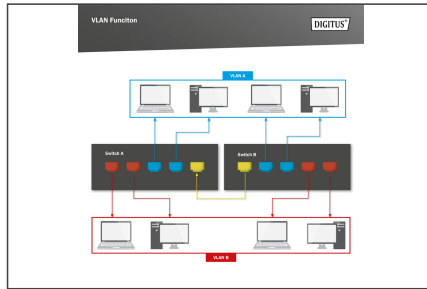 VLAN Funciton
DIGITUS®
VLAN A
Switch A
Switch B
VLAN B